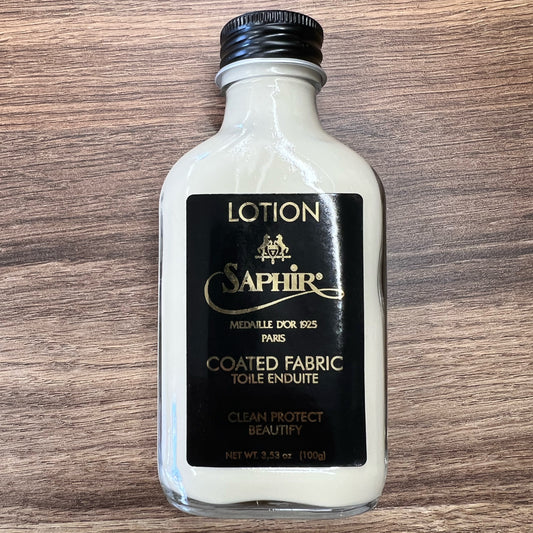 LOTION
SAPHIR®
MEDAILLE D'OR 1925
PARIS
COATED FABRIC
TOILE ENDUITE
CLEAN PROTECT
BEAUTIFY
NET WT. 3,53 oz (100g)